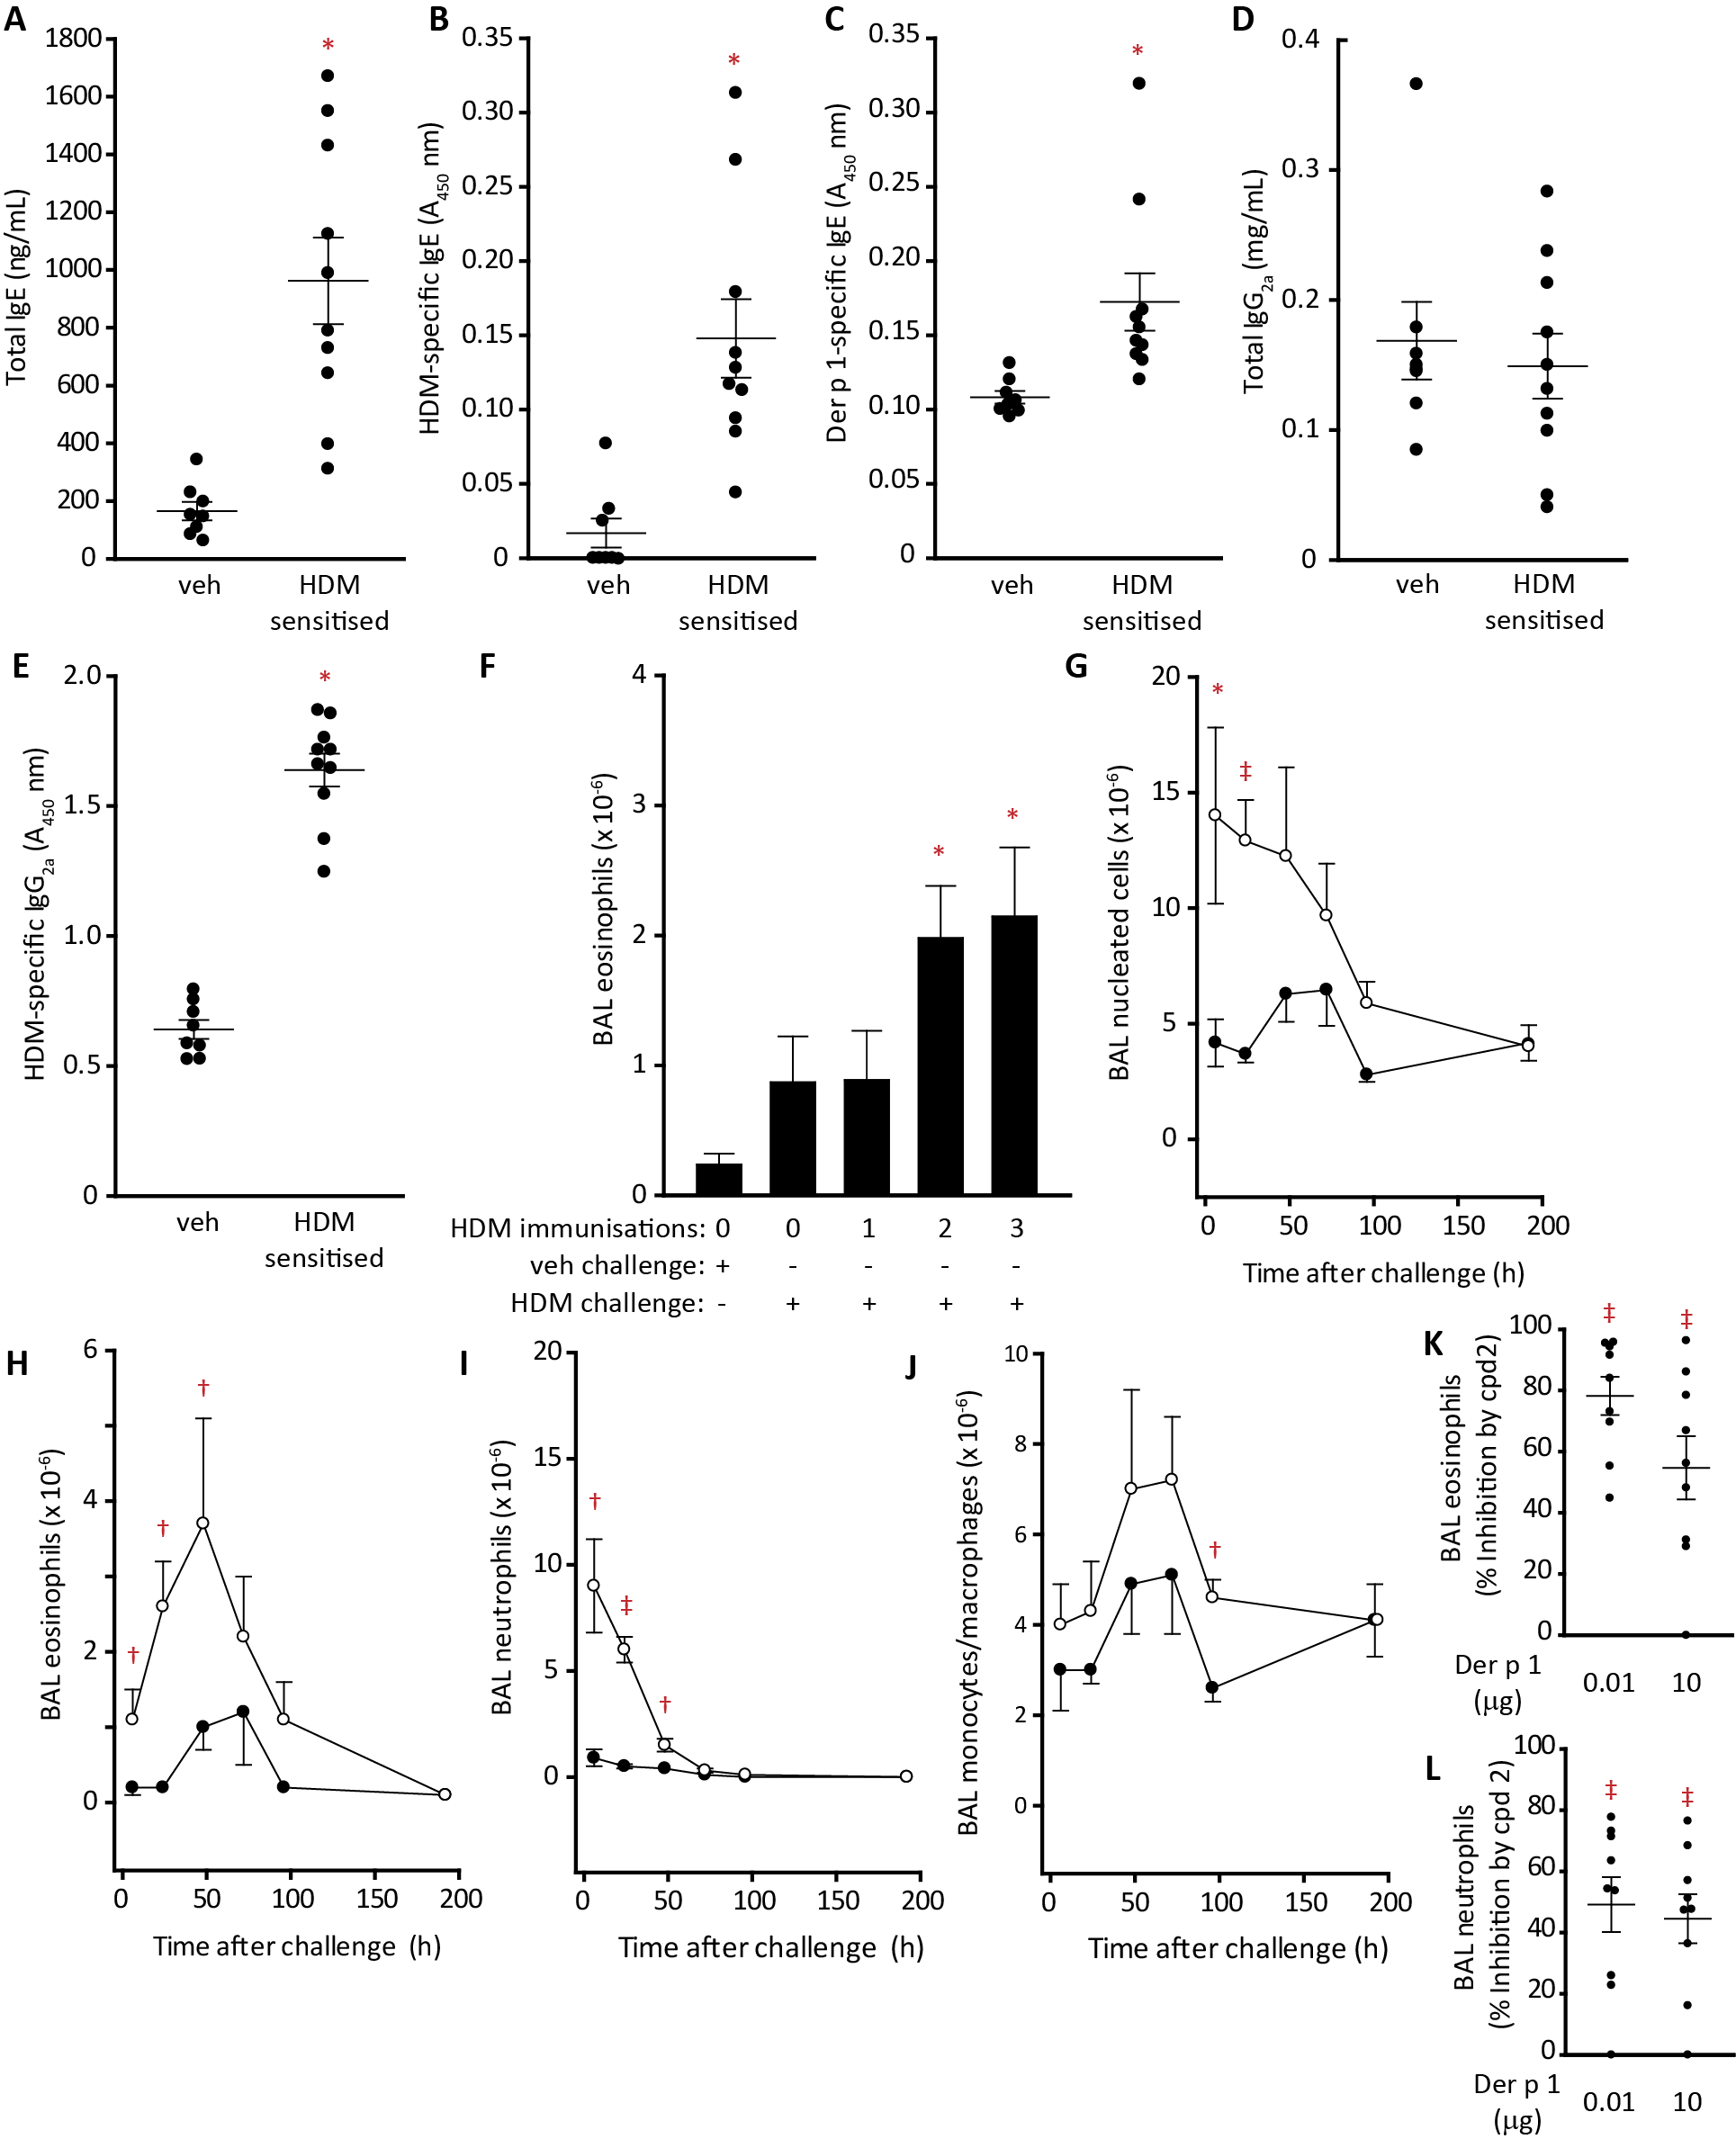 A
Total IgE (ng/mL)
1800
1600
1400
1200
1000
800
600
400
200
0
*
veh
HDM
sensitised
B
HDM-specific IgE (A450 nm)
0.35
0.30
0.25
0.20
0.15
0.10
0.05
0
*
veh
HDM
sensitised
C
Der p 1-specific IgE (A450 nm)
0.35
0.30
0.25
0.20
0.15
0.10
0.05
0
*
veh
HDM
sensitised
D
Total IgG2a (mg/mL)
0.4
0.3
0.2
0.1
0
veh
HDM
sensitised
E
HDM-specific IgG2a (A450 nm)
2.0
1.5
1.0
0.5
0
*
veh
HDM
sensitised
F
BAL eosinophils (x 10-6)
4
3
2
1
0
*
*
HDM immunisations: 0 0 1 2 3
veh challenge: + - - - -
HDM challenge: - + + + +
G
BAL nucleated cells (x 10-6)
20
15
10
5
0
*
‡
0 50 100 150 200
Time after challenge (h)
H
BAL eosinophils (x 10-6)
6
4
2
0
†
†
†
0 50 100 150 200
Time after challenge (h)
I
BAL neutrophils (x 10-6)
20
15
10
5
0
†
‡
†
0 50 100 150 200
Time after challenge (h)
J
BAL monocytes/macrophages (x 10-6)
10
8
6
4
2
0
†
0 50 100 150 200
Time after challenge (h)
K
BAL eosinophils
(% Inhibition by cpd2)
100
80
60
40
20
0
‡ ‡
Der p 1
(µg)
0.01 10
L
BAL neutrophils
(% Inhibition by cpd 2)
100
80
60
40
20
0
‡ ‡
Der p 1
(µg)
0.01 10